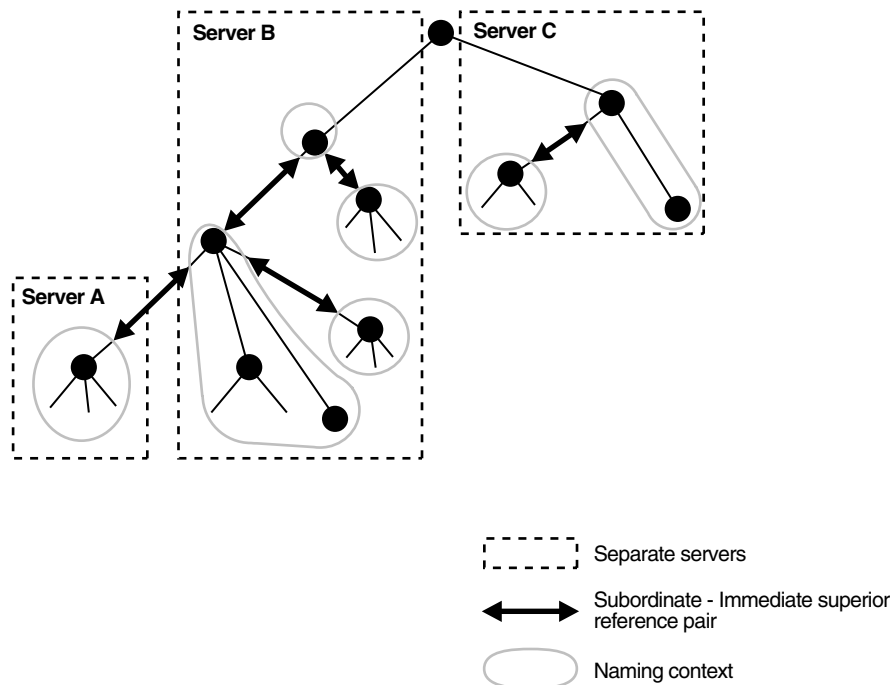 Server B
Server C
Server A
Separate servers
Subordinate - Immediate superior
reference pair
Naming context